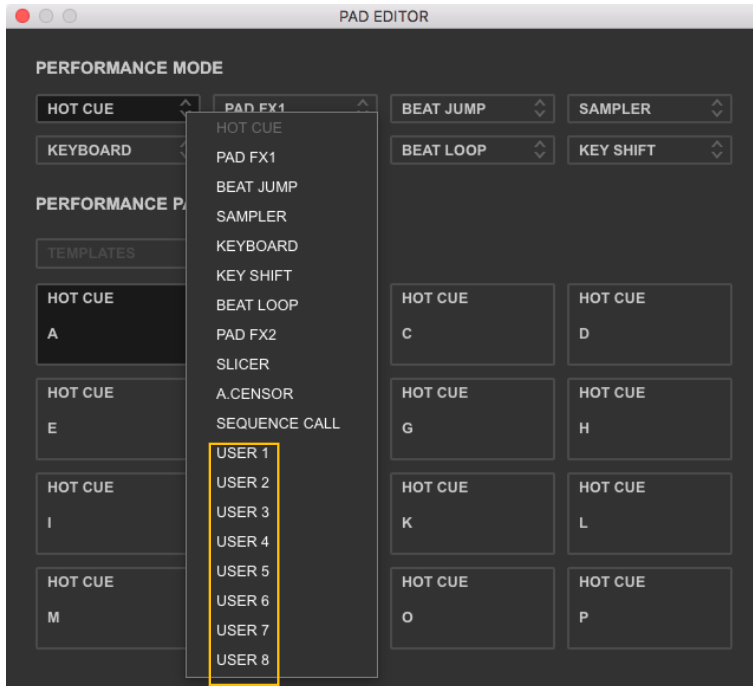 PAD EDITOR
PERFORMANCE MODE
HOT CUE
PAD FX1
BEAT JUMP
SAMPLER
KEYBOARD
BEAT LOOP
KEY SHIFT
HOT CUE
PAD FX1
BEAT JUMP
SAMPLER
KEYBOARD
KEY SHIFT
BEAT LOOP
PAD FX2
SLICER
A.CENSOR
SEQUENCE CALL
USER 1
USER 2
USER 3
USER 4
USER 5
USER 6
USER 7
USER 8
PERFORMANCE
TEMPLATES
HOT CUE
A
HOT CUE
C
HOT CUE
D
HOT CUE
E
HOT CUE
G
HOT CUE
H
HOT CUE
I
HOT CUE
K
HOT CUE
L
HOT CUE
M
HOT CUE
O
HOT CUE
P